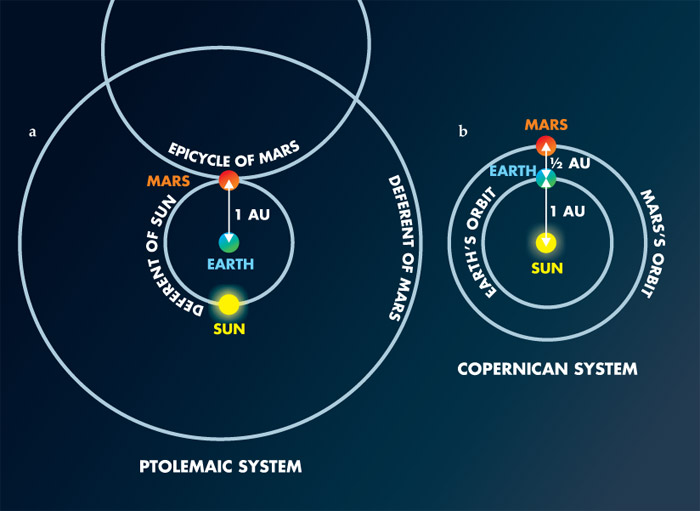 a
EPICYCLE OF MARS
MARS
1 AU
DEFERENT OF SUN
EARTH
SUN
DEFERENT OF MARS
PTOLEMAIC SYSTEM
b
MARS
½ AU
EARTH
1 AU
EARTH'S ORBIT
SUN
MARS'S ORBIT
COPERNICAN SYSTEM